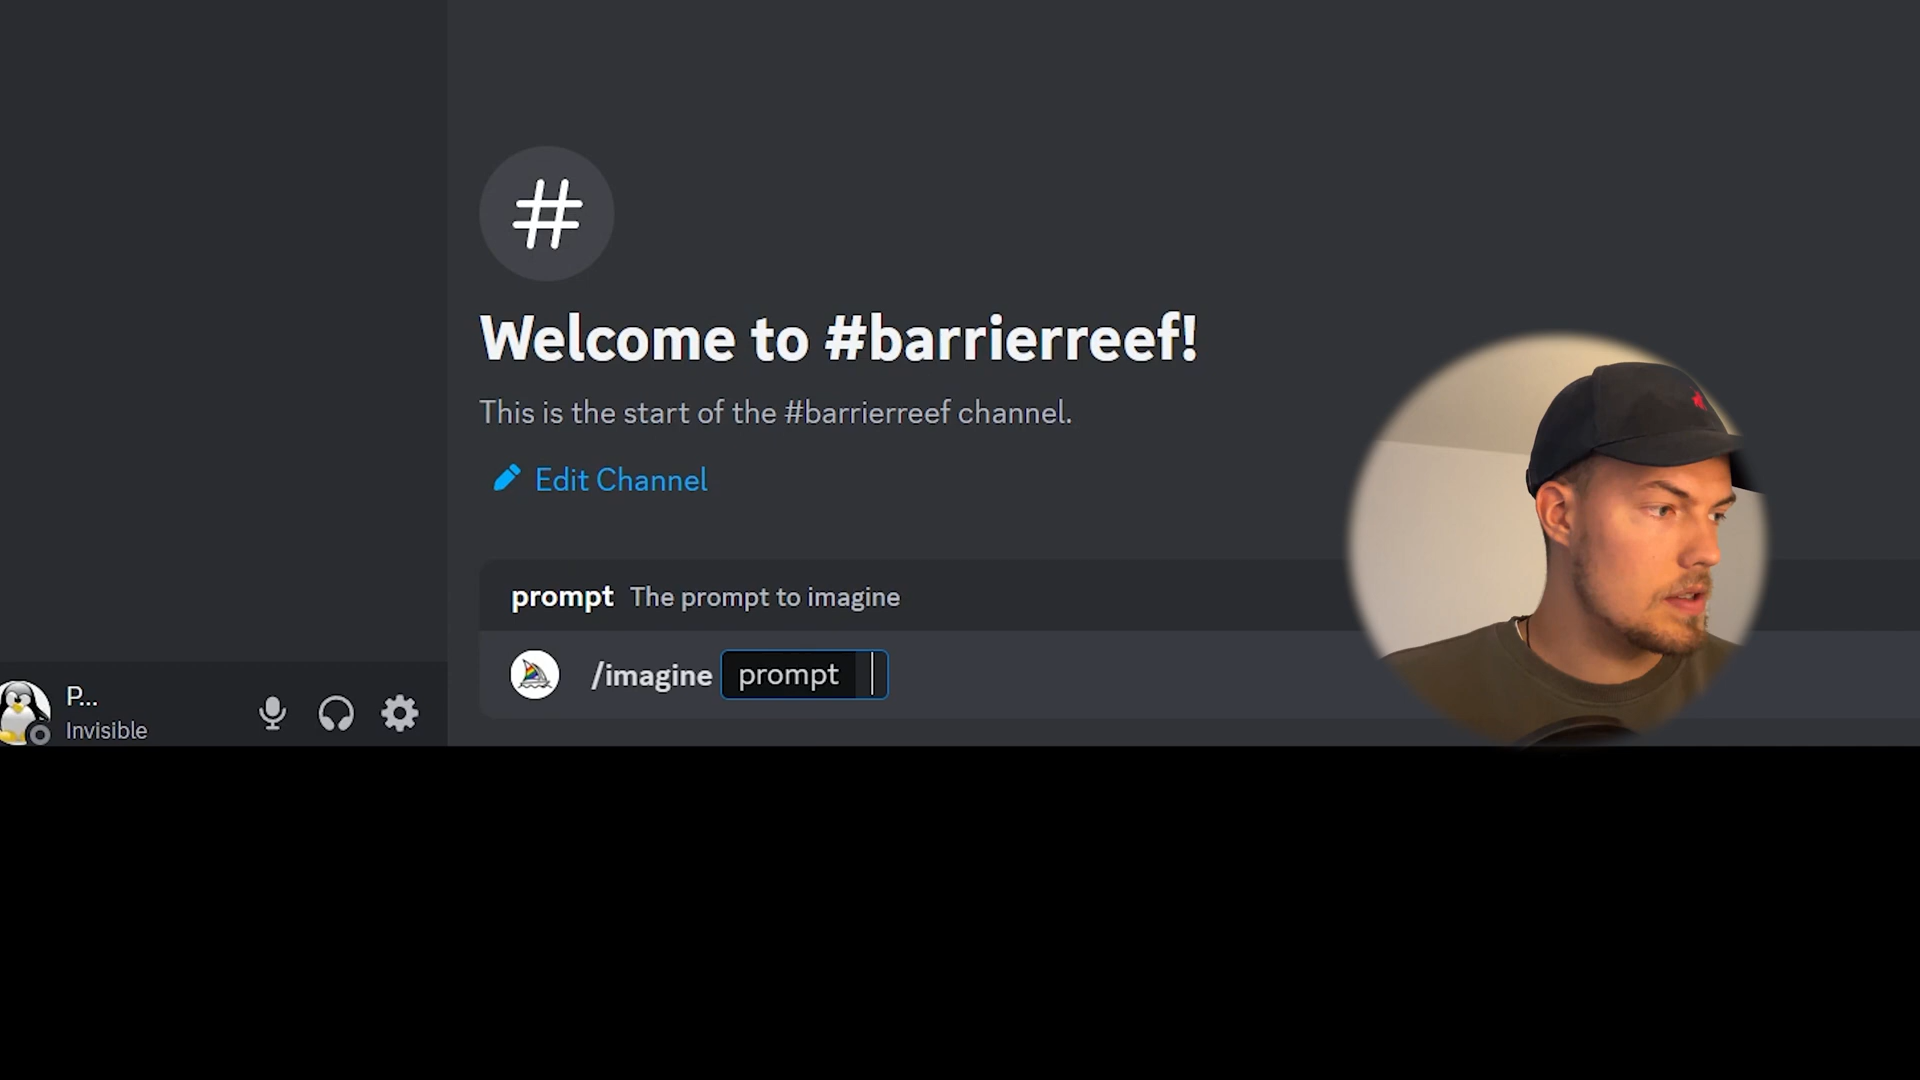 #
Welcome to #barrierreef!
This is the start of the #barrierreef channel.
Edit Channel
prompt The prompt to imagine
/imagine prompt
P...
Invisible